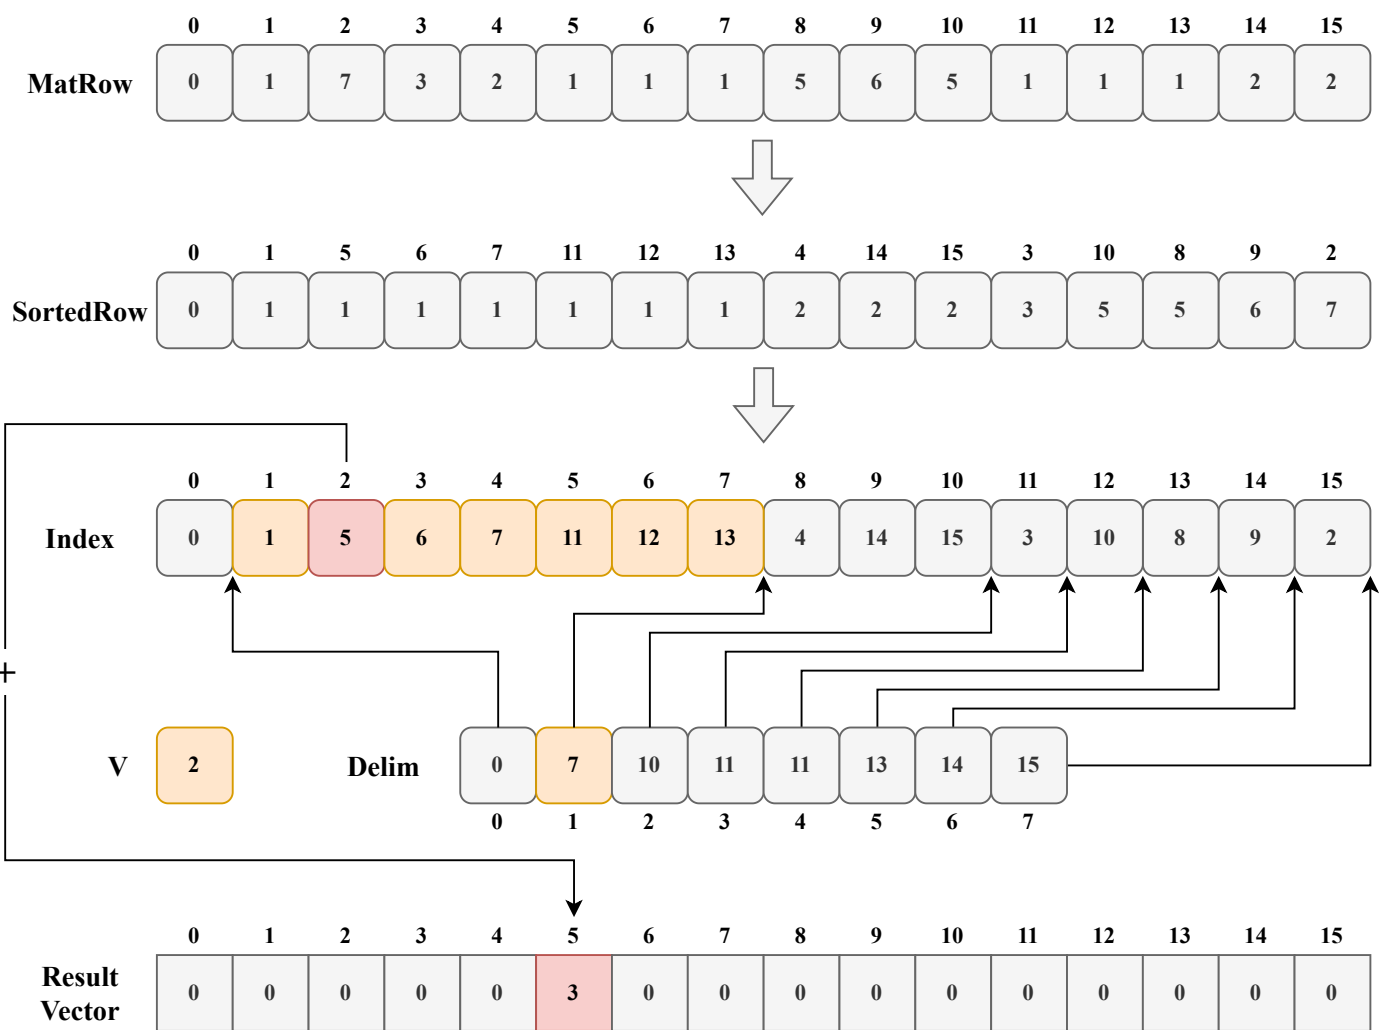 0 1 2 3 4 5 6 7 8 9 10 11 12 13 14 15
MatRow 0 1 7 3 2 1 1 1 5 6 5 1 1 1 2 2
0 1 5 6 7 11 12 13 4 14 15 3 10 8 9 2
SortedRow 0 1 1 1 1 1 1 1 2 2 2 3 5 5 6 7
0 1 2 3 4 5 6 7 8 9 10 11 12 13 14 15
Index 0 1 5 6 7 11 12 13 4 14 15 3 10 8 9 2
+
V 2 Delim 0 7 10 11 11 13 14 15
0 1 2 3 4 5 6 7
0 1 2 3 4 5 6 7 8 9 10 11 12 13 14 15
Result
Vector
0 0 0 0 0 3 0 0 0 0 0 0 0 0 0 0